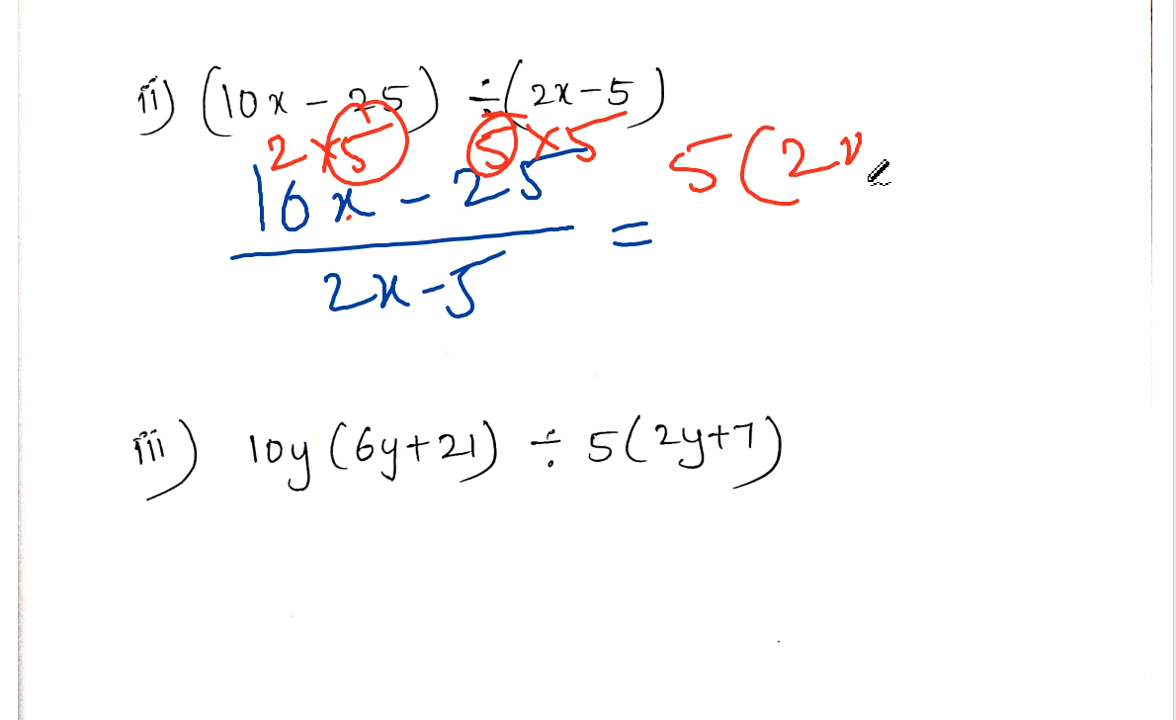 ii) (10x - 25) ÷ (2x-5)
2 × 5 5 × 5
10x - 25 = 5(2x
2x-5
iii) 10y (6y+21) ÷ 5(2y+7)